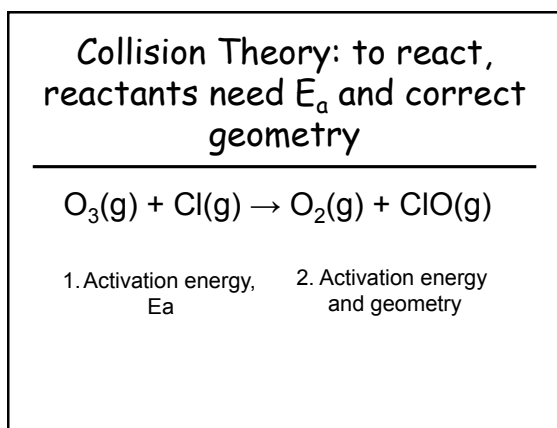 Collision Theory: to react,
reactants need Eₐ and correct
geometry
O₃(g) + Cl(g) → O₂(g) + ClO(g)
1. Activation energy,
Ea
2. Activation energy
and geometry